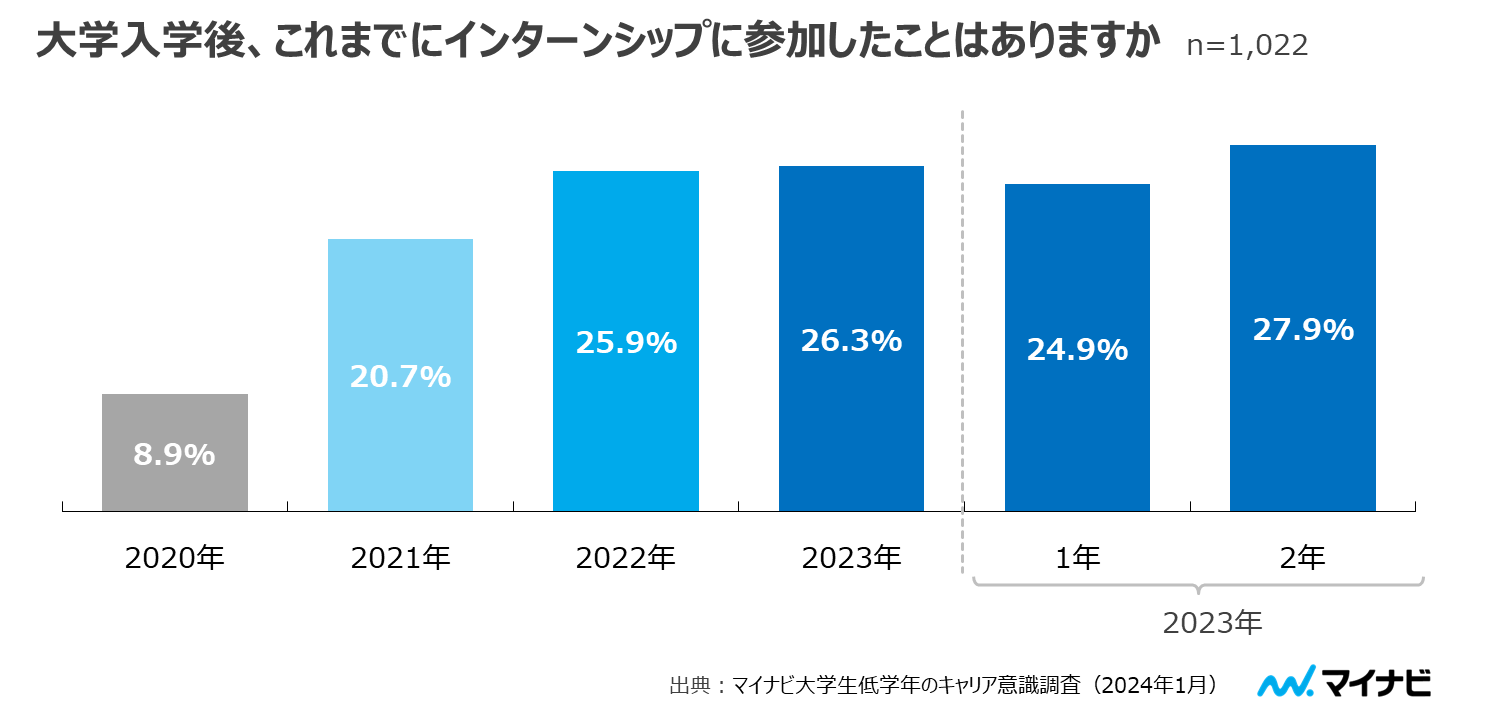 大学入学後、これまでにインターンシップに参加したことはありますか n=1,022
8.9%
20.7%
25.9%
26.3%
24.9%
27.9%
2020年
2021年
2022年
2023年
1年
2年
2023年
出典：マイナビ大学生低学年のキャリア意識調査（2024年1月）
マイナビ